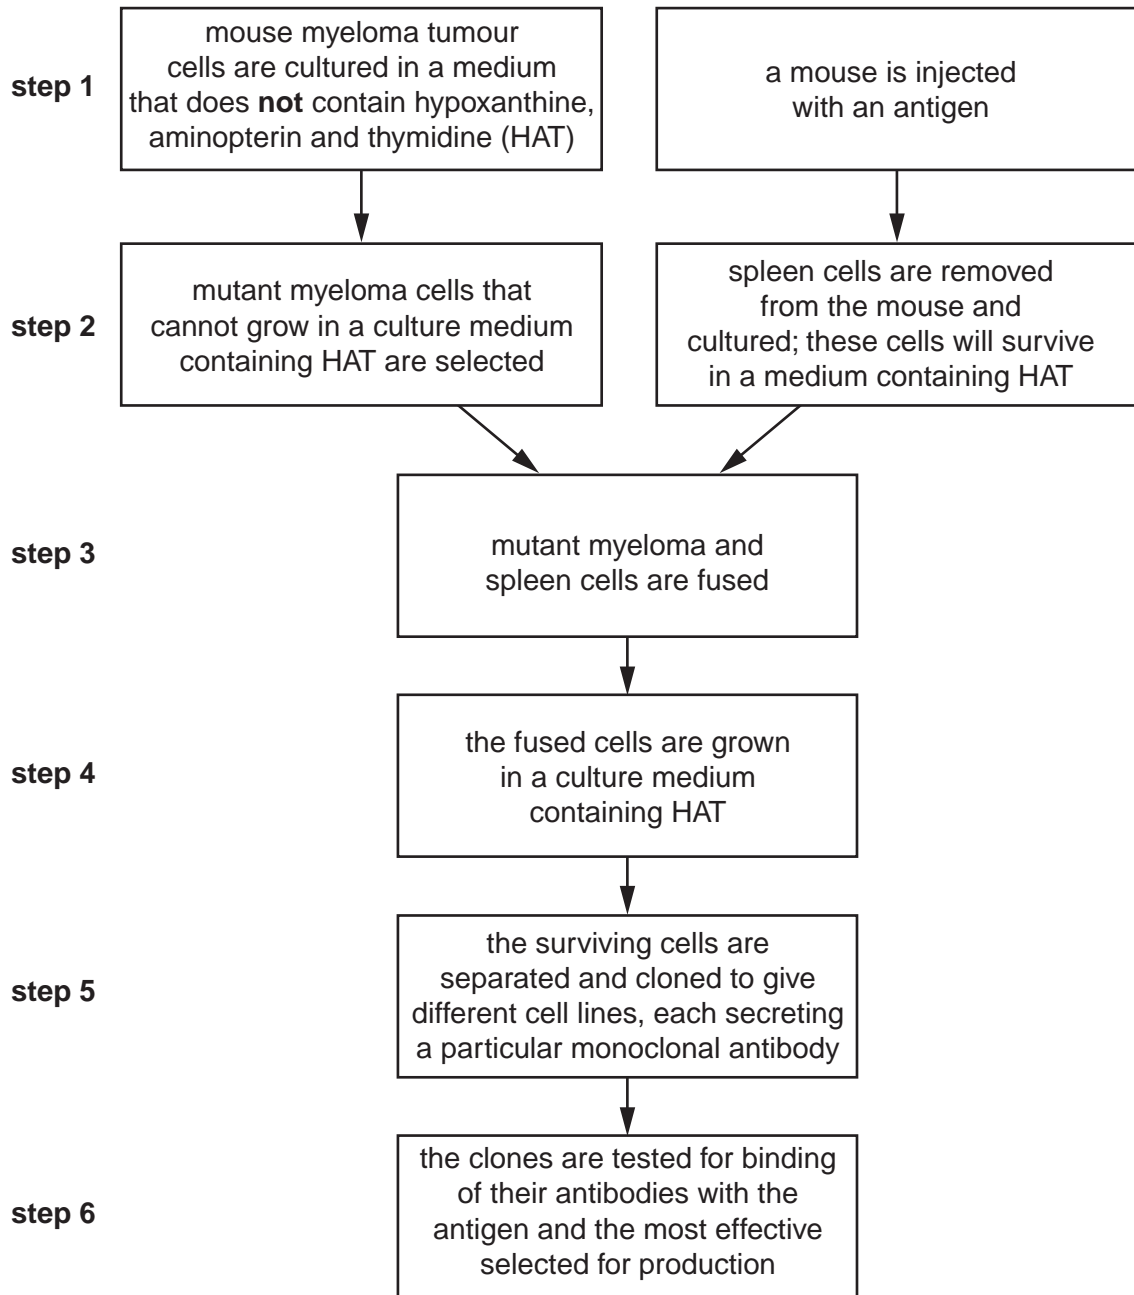 step 1
mouse myeloma tumour
cells are cultured in a medium
that does not contain hypoxanthine,
aminopterin and thymidine (HAT)
a mouse is injected
with an antigen
step 2
mutant myeloma cells that
cannot grow in a culture medium
containing HAT are selected
spleen cells are removed
from the mouse and
cultured; these cells will survive
in a medium containing HAT
step 3
mutant myeloma and
spleen cells are fused
step 4
the fused cells are grown
in a culture medium
containing HAT
step 5
the surviving cells are
separated and cloned to give
different cell lines, each secreting
a particular monoclonal antibody
step 6
the clones are tested for binding
of their antibodies with the
antigen and the most effective
selected for production